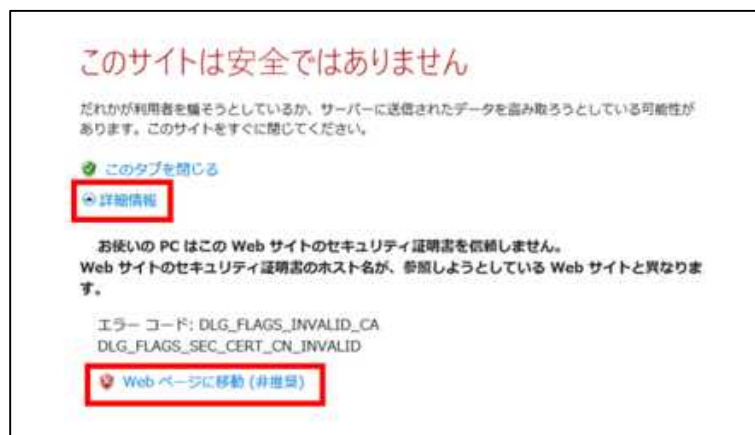 このサイトは安全ではありません
だれかが利用者を騙そうとしているか、サーバーに送信されたデータを盗み取ろうとしている可能性が
あります。このサイトをすぐに閉じてください。
このタブを閉じる
詳細情報
お使いの PC はこの Web サイトのセキュリティ証明書を信頼しません。
Web サイトのセキュリティ証明書のホスト名が、参照しようとしている Web サイトと異なりま
す。
エラー コード: DLG_FLAGS_INVALID_CA
DLG_FLAGS_SEC_CERT_CN_INVALID
Web ページに移動 (非推奨)